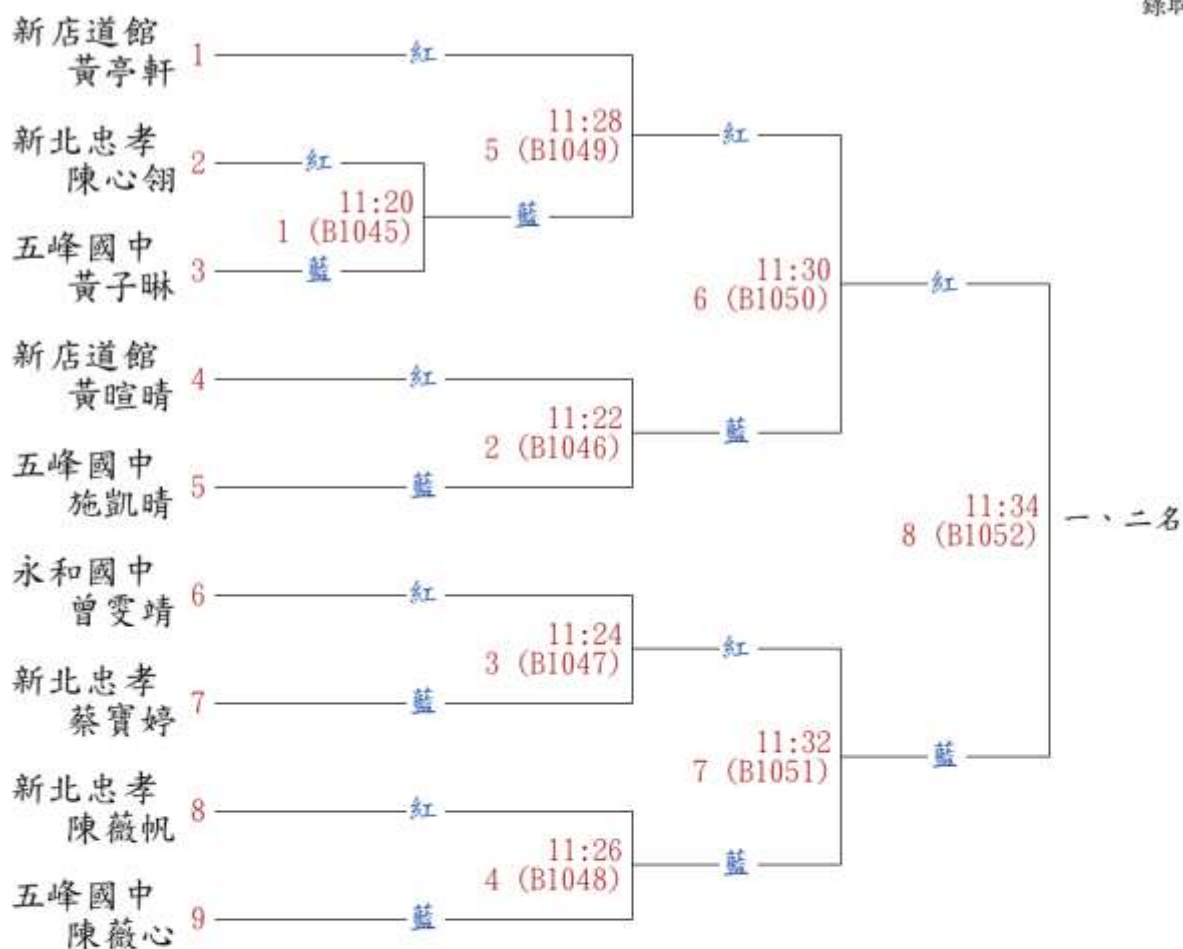 新店道館
黃亭軒 1 紅
11:28
5 (B1049) 紅
新北忠孝
陳心翎 2 紅
11:20
1 (B1045) 藍
五峰國中
黃子晽 3 藍
11:30
6 (B1050) 紅
新店道館
黃暄晴 4 紅
11:22
2 (B1046) 藍
五峰國中
施凱晴 5 藍
11:34
8 (B1052) 一、二名
永和國中
曾雯靖 6 紅
11:24
3 (B1047) 紅
新北忠孝
蔡寶婷 7 藍
11:32
7 (B1051) 藍
新北忠孝
陳薇帆 8 紅
11:26
4 (B1048) 藍
五峰國中
陳薇心 9 藍